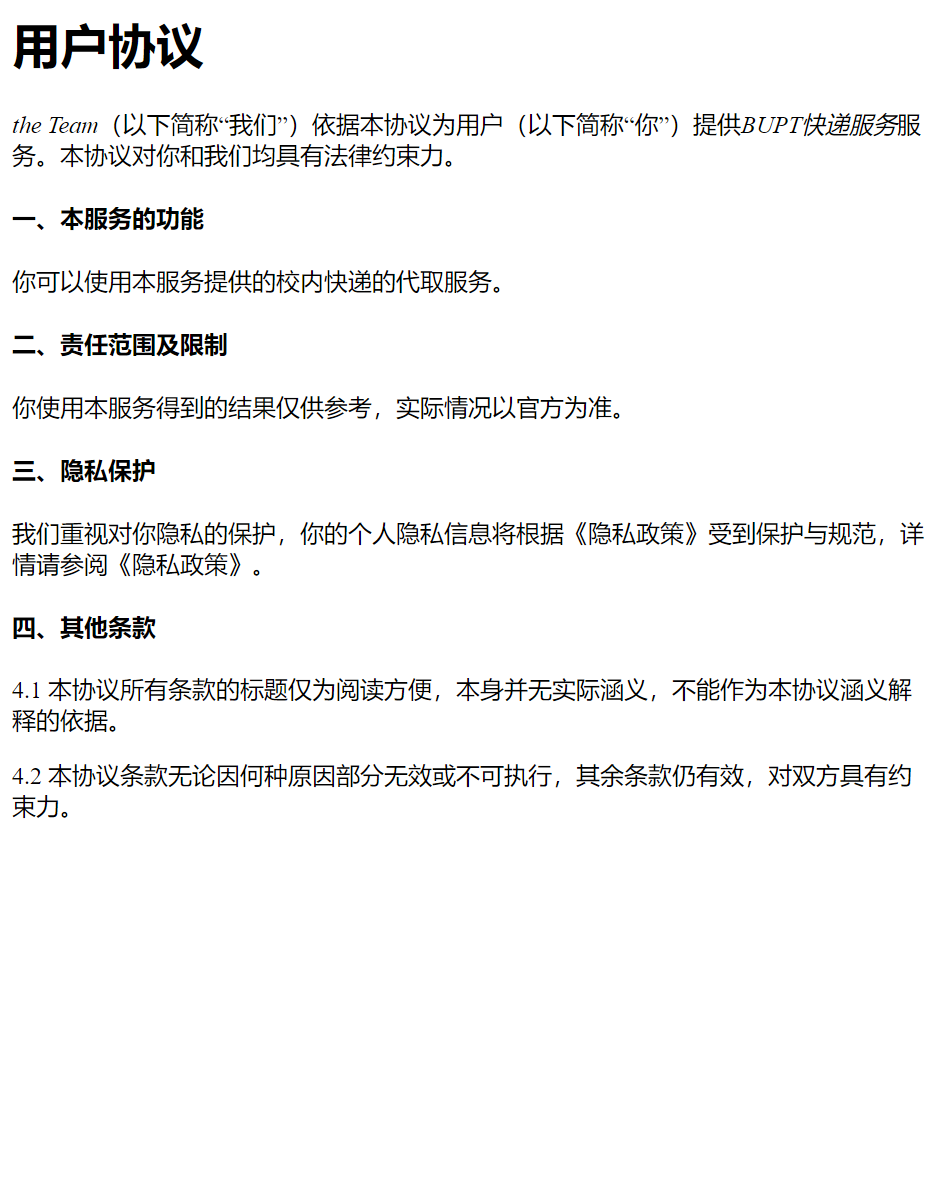 用户协议
the Team（以下简称“我们”）依据本协议为用户（以下简称“你”）提供BUPT快递服务服
务。本协议对你和我们均具有法律约束力。
一、本服务的功能
你可以使用本服务提供的校内快递的代取服务。
二、责任范围及限制
你使用本服务得到的结果仅供参考，实际情况以官方为准。
三、隐私保护
我们重视对你隐私的保护，你的个人隐私信息将根据《隐私政策》受到保护与规范，详
情请参阅《隐私政策》。
四、其他条款
4.1 本协议所有条款的标题仅为阅读方便，本身并无实际涵义，不能作为本协议涵义解
释的依据。
4.2 本协议条款无论因何种原因部分无效或不可执行，其余条款仍有效，对双方具有约
束力。